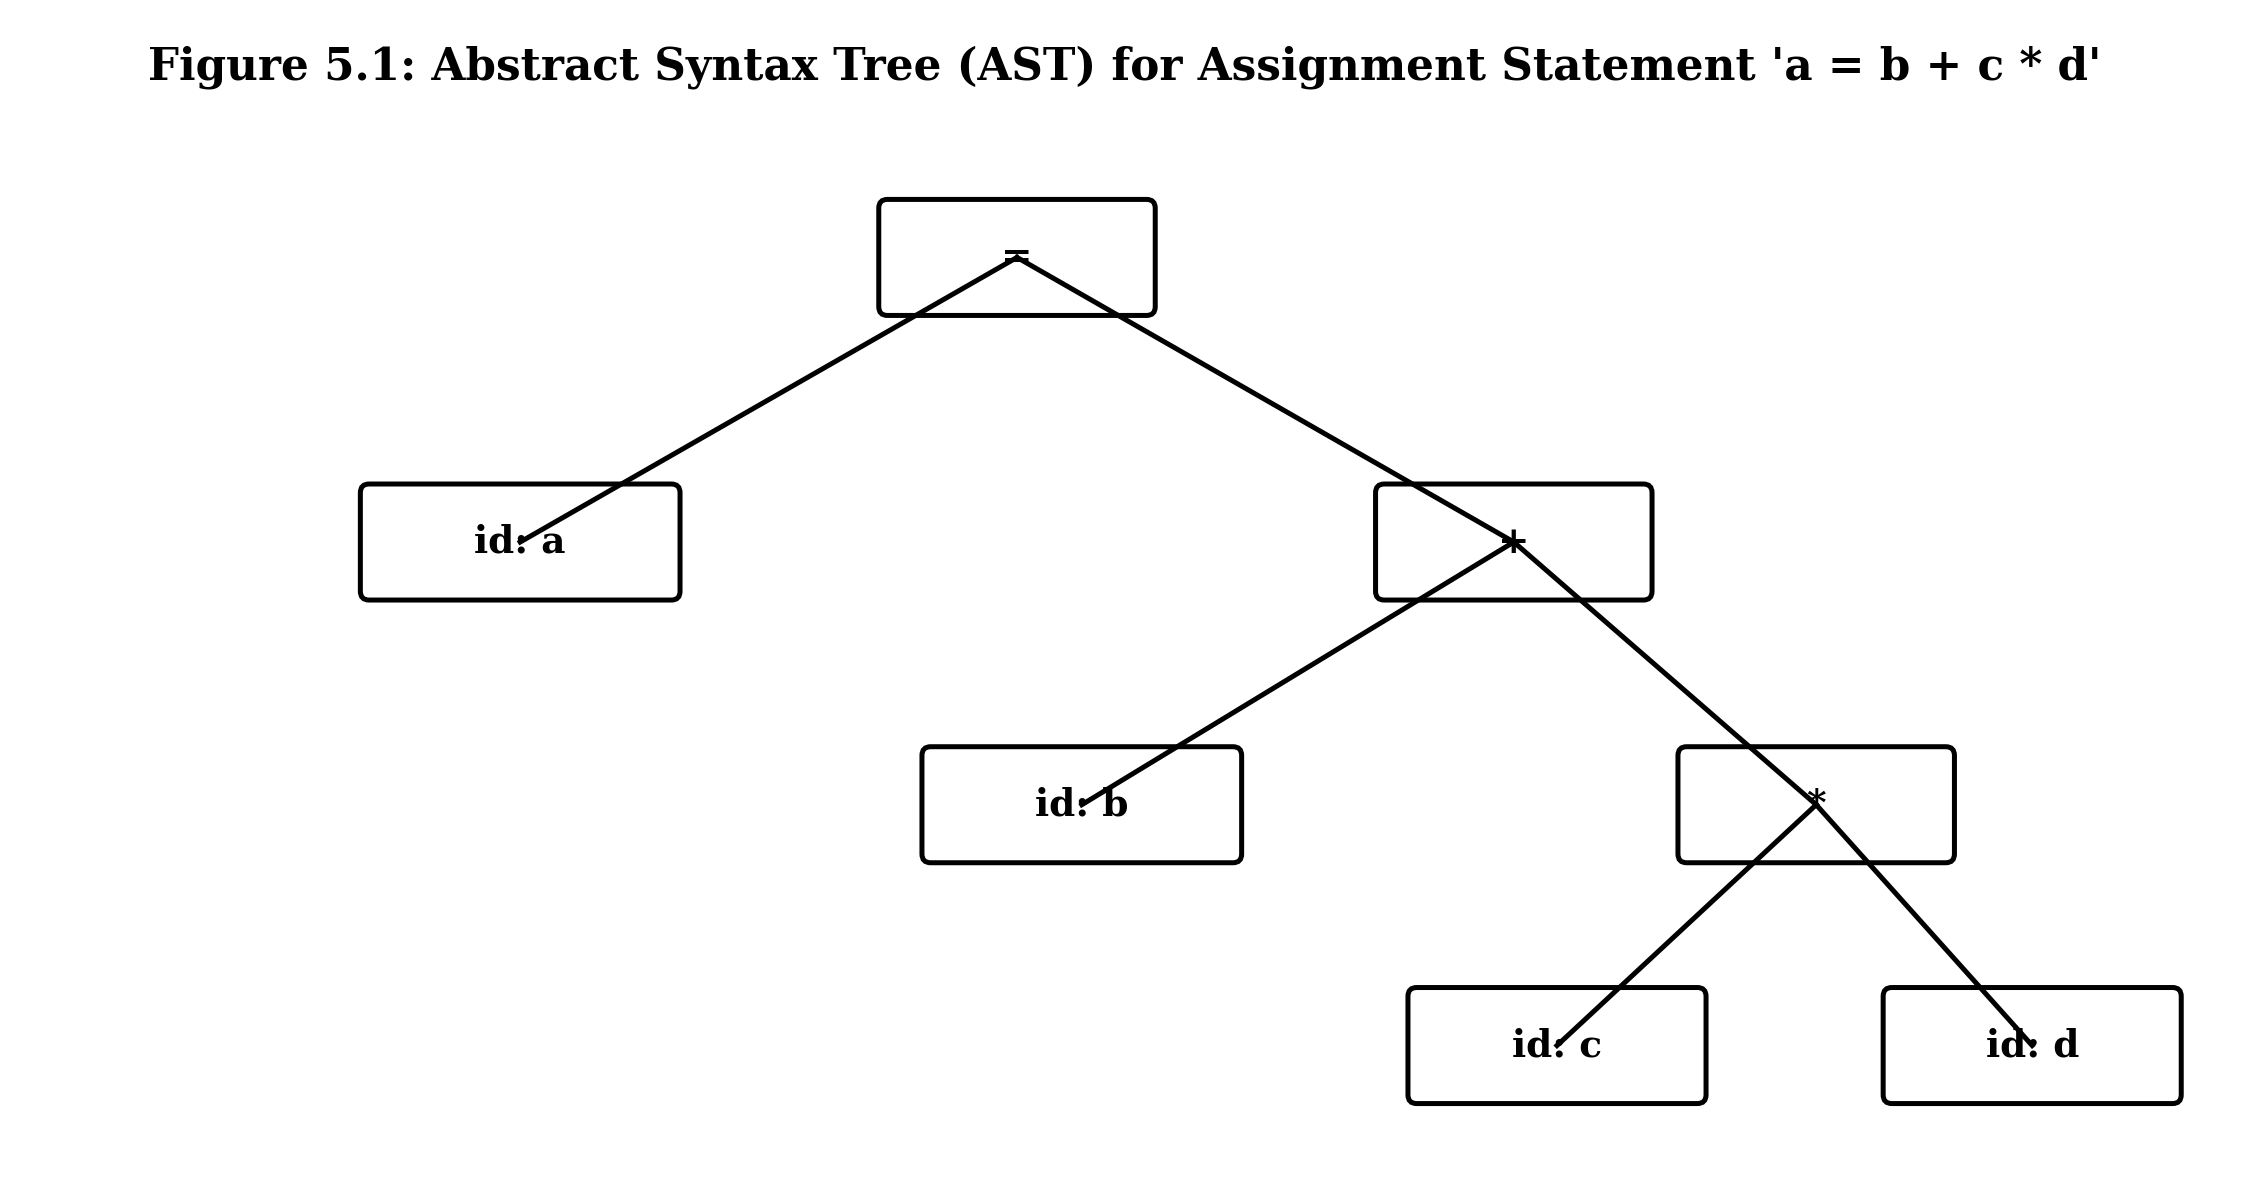 Figure 5.1: Abstract Syntax Tree (AST) for Assignment Statement 'a = b + c * d'
=
id: a
+
id: b
*
id: c
id: d